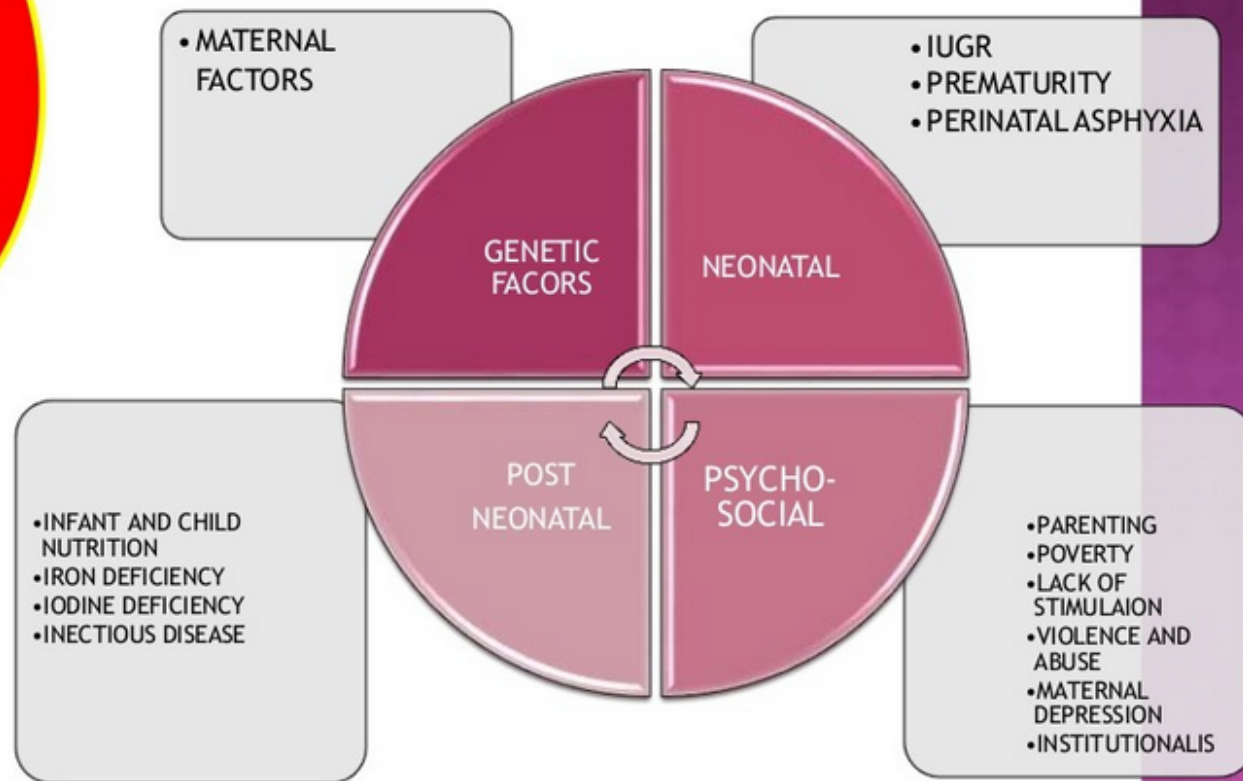 • MATERNAL
FACTORS
• IUGR
• PREMATURITY
• PERINATAL ASPHYXIA
GENETIC
FACORS
NEONATAL
POST
NEONATAL
PSYCHO-
SOCIAL
•INFANT AND CHILD
NUTRITION
•IRON DEFICIENCY
•IODINE DEFICIENCY
•INECTIOUS DISEASE
•PARENTING
•POVERTY
•LACK OF
STIMULAION
•VIOLENCE AND
ABUSE
•MATERNAL
DEPRESSION
•INSTITUTIONALIS